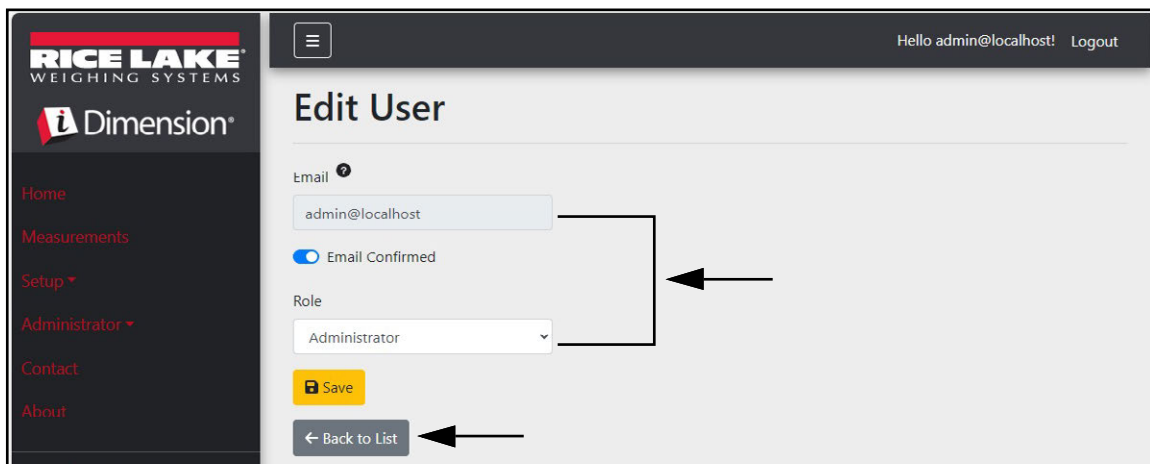 RICE LAKE®
WEIGHING SYSTEMS
i Dimension®
Home
Measurements
Setup
Administrator
Contact
About
Hello admin@localhost! Logout
Edit User
Email ?
admin@localhost
Email Confirmed
Role
Administrator
Save
← Back to List